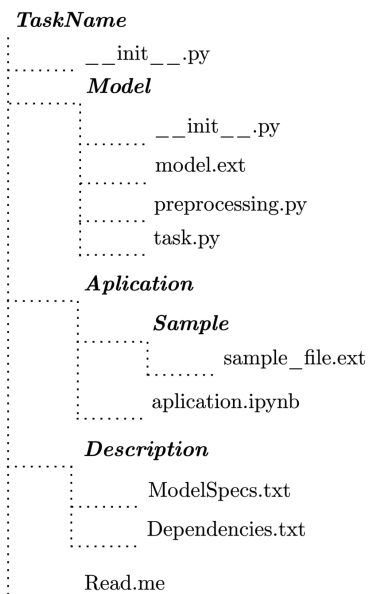 TaskName
__init__.py
Model
__init__.py
model.ext
preprocessing.py
task.py
Aplication
Sample
sample_file.ext
aplication.ipynb
Description
ModelSpecs.txt
Dependencies.txt
Read.me